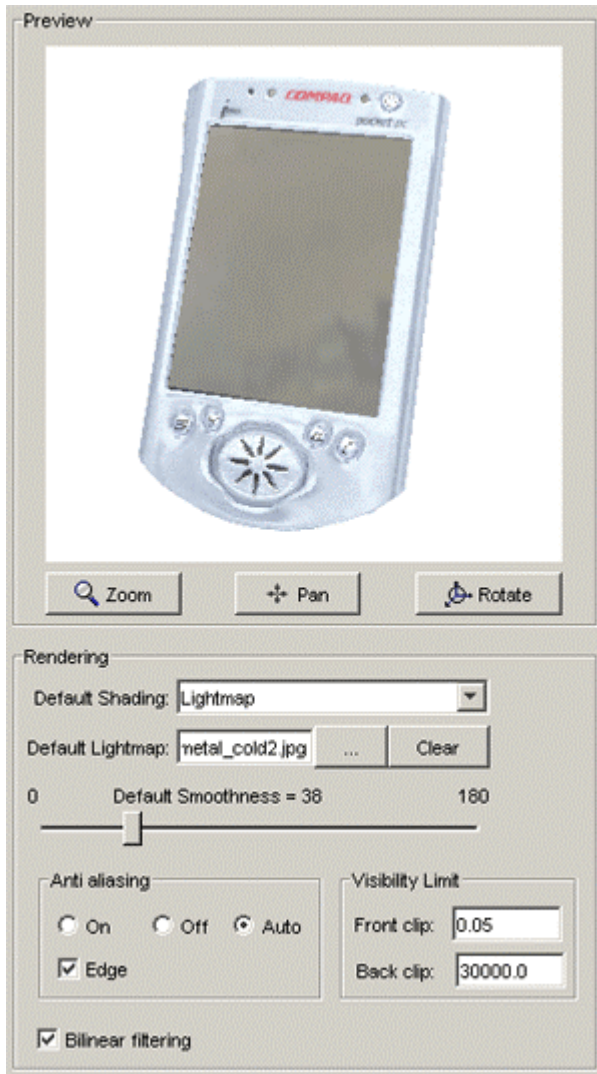 Preview
COMPAQ
pocket pc
Zoom
Pan
Rotate
Rendering
Default Shading: Lightmap
Default Lightmap: metal_cold2.jpg ... Clear
0 Default Smoothness = 38 180
Anti aliasing
On Off Auto
Edge
Visibility Limit
Front clip: 0.05
Back clip: 30000.0
Bilinear filtering